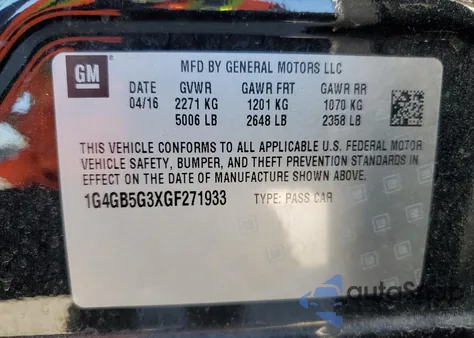 GM
MFD BY GENERAL MOTORS LLC
DATE GVWR GAWR FRT GAWR RR
04/16 2271 KG 1201 KG 1070 KG
5006 LB 2648 LB 2358 LB
THIS VEHICLE CONFORMS TO ALL APPLICABLE U.S. FEDERAL MOTOR
VEHICLE SAFETY, BUMPER, AND THEFT PREVENTION STANDARDS IN
EFFECT ON THE DATE OF MANUFACTURE SHOWN ABOVE.
1G4GB5G3XGF271933 TYPE: PASS CAR